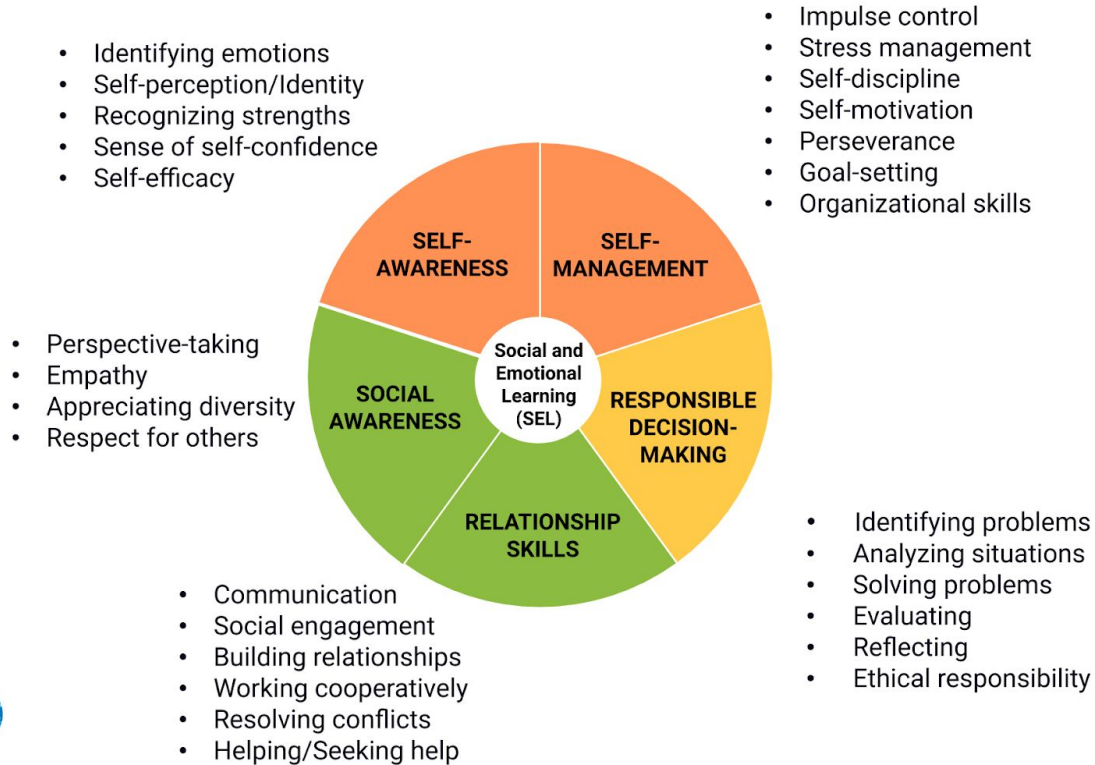 • Identifying emotions
• Self-perception/Identity
• Recognizing strengths
• Sense of self-confidence
• Self-efficacy
• Impulse control
• Stress management
• Self-discipline
• Self-motivation
• Perseverance
• Goal-setting
• Organizational skills
SELF-
AWARENESS
SELF-
MANAGEMENT
• Perspective-taking
• Empathy
• Appreciating diversity
• Respect for others
SOCIAL
AWARENESS
Social and
Emotional
Learning
(SEL)
RESPONSIBLE
DECISION-
MAKING
RELATIONSHIP
SKILLS
• Identifying problems
• Analyzing situations
• Solving problems
• Evaluating
• Reflecting
• Ethical responsibility
• Communication
• Social engagement
• Building relationships
• Working cooperatively
• Resolving conflicts
• Helping/Seeking help